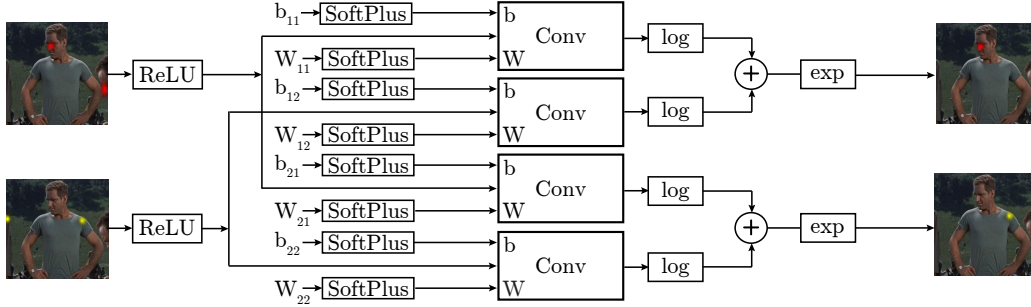 b11 SoftPlus b
Conv
W11 SoftPlus W
log
ReLU
+
exp
b12 SoftPlus b
Conv
W12 SoftPlus W
log
b21 SoftPlus b
Conv
W21 SoftPlus W
log
ReLU
+
exp
b22 SoftPlus b
Conv
W22 SoftPlus W
log